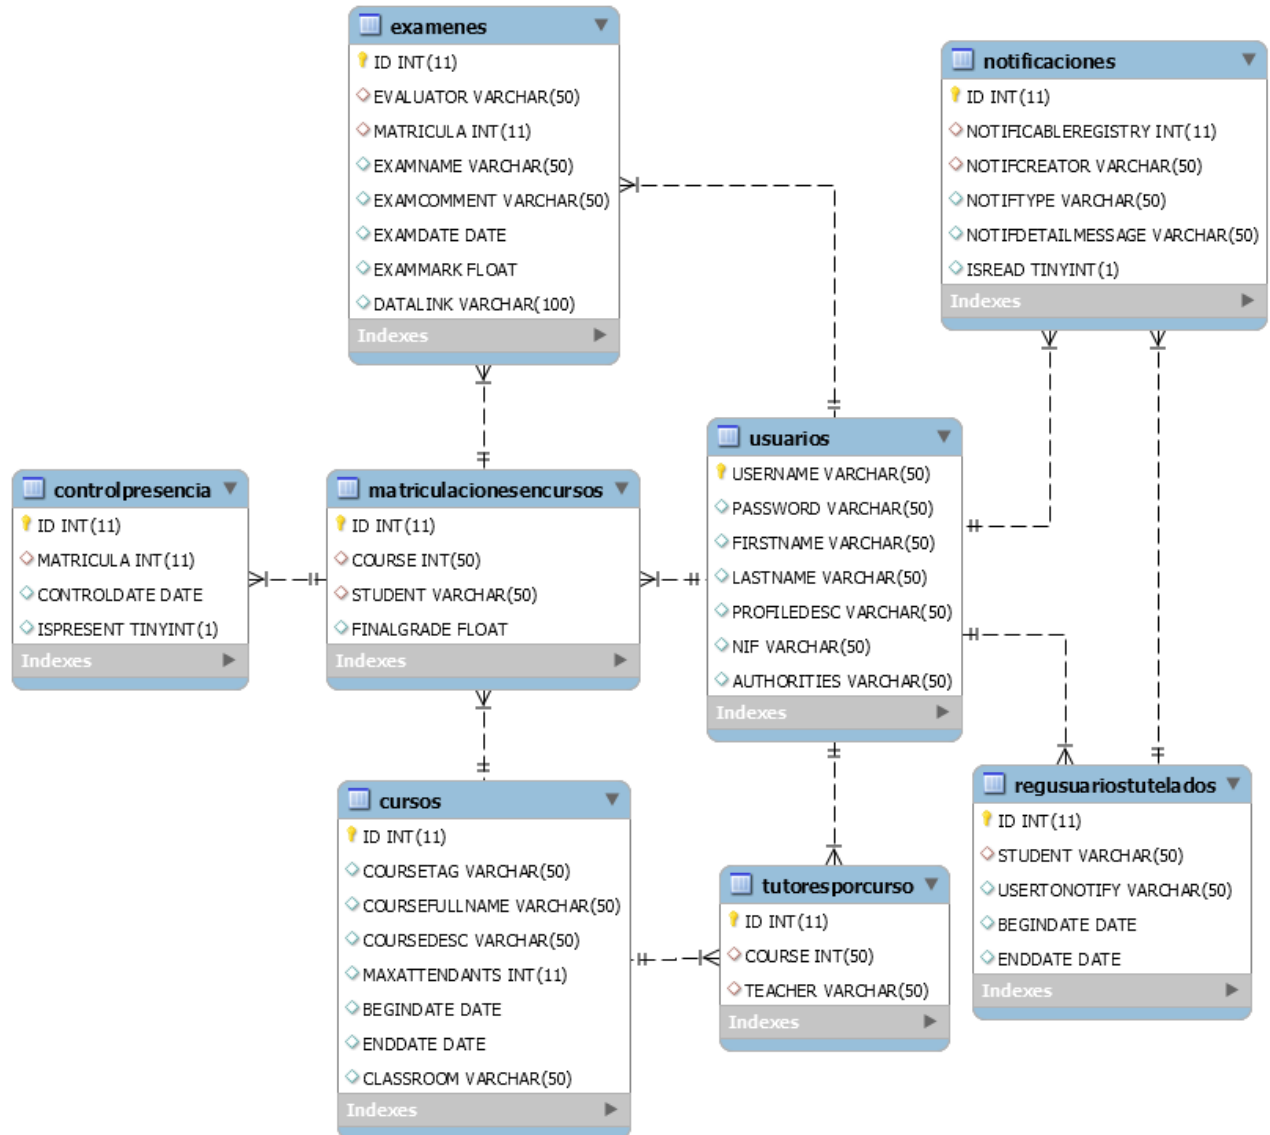 examenes
ID INT(11)
EVALUATOR VARCHAR(50)
MATRICULA INT(11)
EXAMNAME VARCHAR(50)
EXAMCOMMENT VARCHAR(50)
EXAMDATE DATE
EXAMMARK FLOAT
DATALINK VARCHAR(100)
Indexes
notificaciones
ID INT(11)
NOTIFICABLEREGISTRY INT(11)
NOTIFCREATOR VARCHAR(50)
NOTIFTYPE VARCHAR(50)
NOTIFDETAILMESSAGE VARCHAR(50)
ISREAD TINYINT(1)
Indexes
controlpresencia
ID INT(11)
MATRICULA INT(11)
CONTROLDATE DATE
ISPRESENT TINYINT(1)
Indexes
matriculacionesencursos
ID INT(11)
COURSE INT(50)
STUDENT VARCHAR(50)
FINALGRADE FLOAT
Indexes
usuarios
USERNAME VARCHAR(50)
PASSWORD VARCHAR(50)
FIRSTNAME VARCHAR(50)
LASTNAME VARCHAR(50)
PROFILEDESC VARCHAR(50)
NIF VARCHAR(50)
AUTHORITIES VARCHAR(50)
Indexes
cursos
ID INT(11)
COURSETAG VARCHAR(50)
COURSEFULLNAME VARCHAR(50)
COURSEDESC VARCHAR(50)
MAXATTENDANTS INT(11)
BEGINDATE DATE
ENDDATE DATE
CLASSROOM VARCHAR(50)
Indexes
tutoresporcurso
ID INT(11)
COURSE INT(50)
TEACHER VARCHAR(50)
Indexes
regusuariostutelados
ID INT(11)
STUDENT VARCHAR(50)
USERTONOTIFY VARCHAR(50)
BEGINDATE DATE
ENDDATE DATE
Indexes